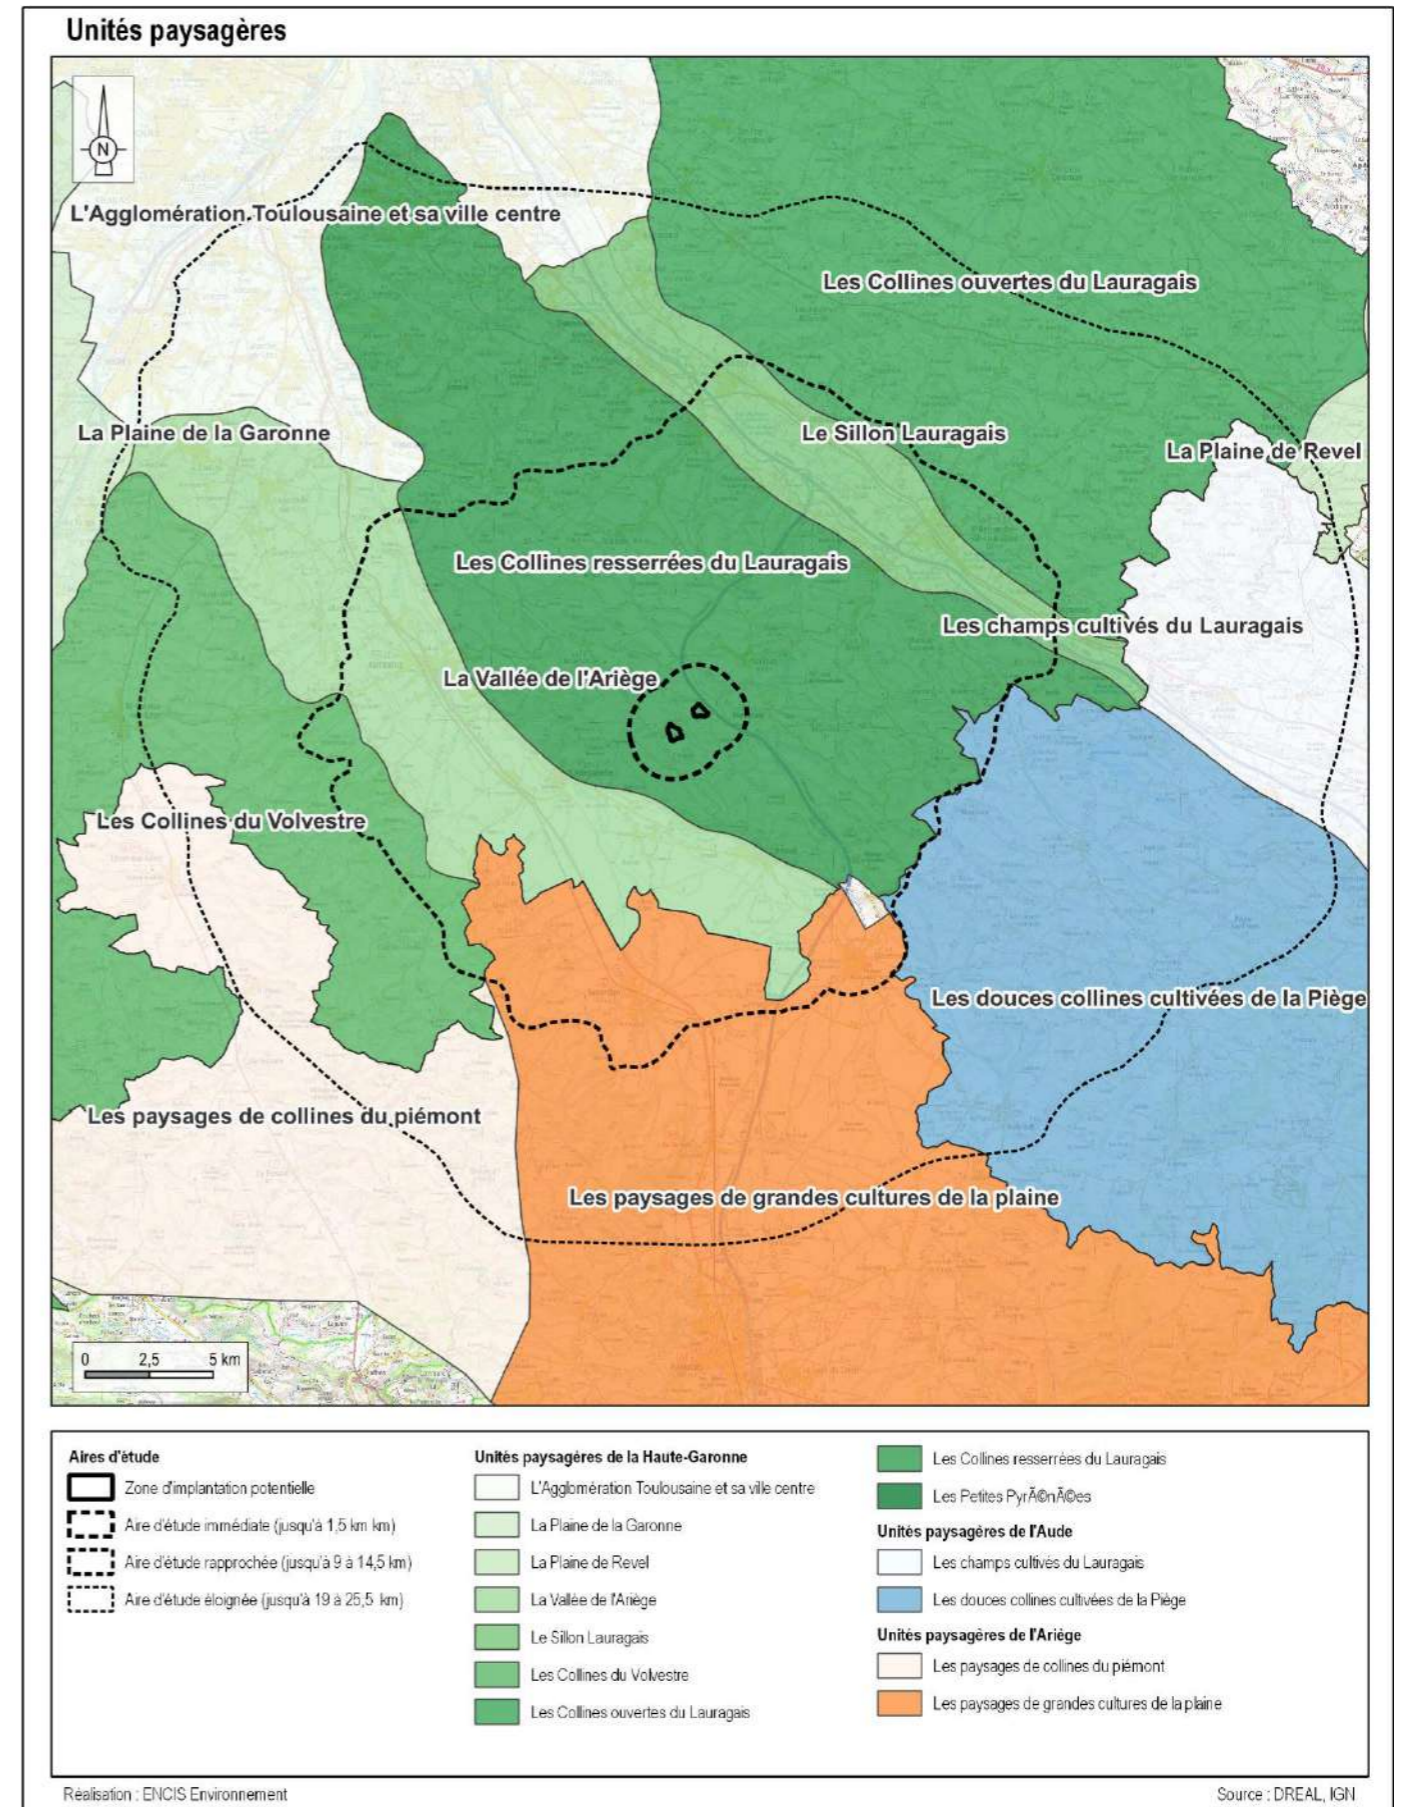 Unités paysagères
N
L'Agglomération Toulousaine et sa ville centre
Les Collines ouvertes du Lauragais
La Plaine de la Garonne
Le Sillon Lauragais
La Plaine de Revel
Les Collines resserrées du Lauragais
Les champs cultivés du Lauragais
La Vallée de l'Ariège
Les Collines du Volvestre
Les douces collines cultivées de la Piège
Les paysages de collines du piémont
Les paysages de grandes cultures de la plaine
0 2,5 5 km
Aires d'étude
Zone d'implantation potentielle
Aire d'étude immédiate (jusqu'à 1,5 km km)
Aire d'étude rapprochée (jusqu'à 9 à 14,5 km)
Aire d'étude éloignée (jusqu'à 19 à 25,5 km)
Unités paysagères de la Haute-Garonne
L'Agglomération Toulousaine et sa ville centre
La Plaine de la Garonne
La Plaine de Revel
La Vallée de l'Ariège
Le Sillon Lauragais
Les Collines du Volvestre
Les Collines ouvertes du Lauragais
Les Collines resserrées du Lauragais
Les Petites PyrÃ©nÃ©es
Unités paysagères de l'Aude
Les champs cultivés du Lauragais
Les douces collines cultivées de la Piège
Unités paysagères de l'Ariège
Les paysages de collines du piémont
Les paysages de grandes cultures de la plaine
Réalisation : ENCIS Environnement
Source : DREAL, IGN